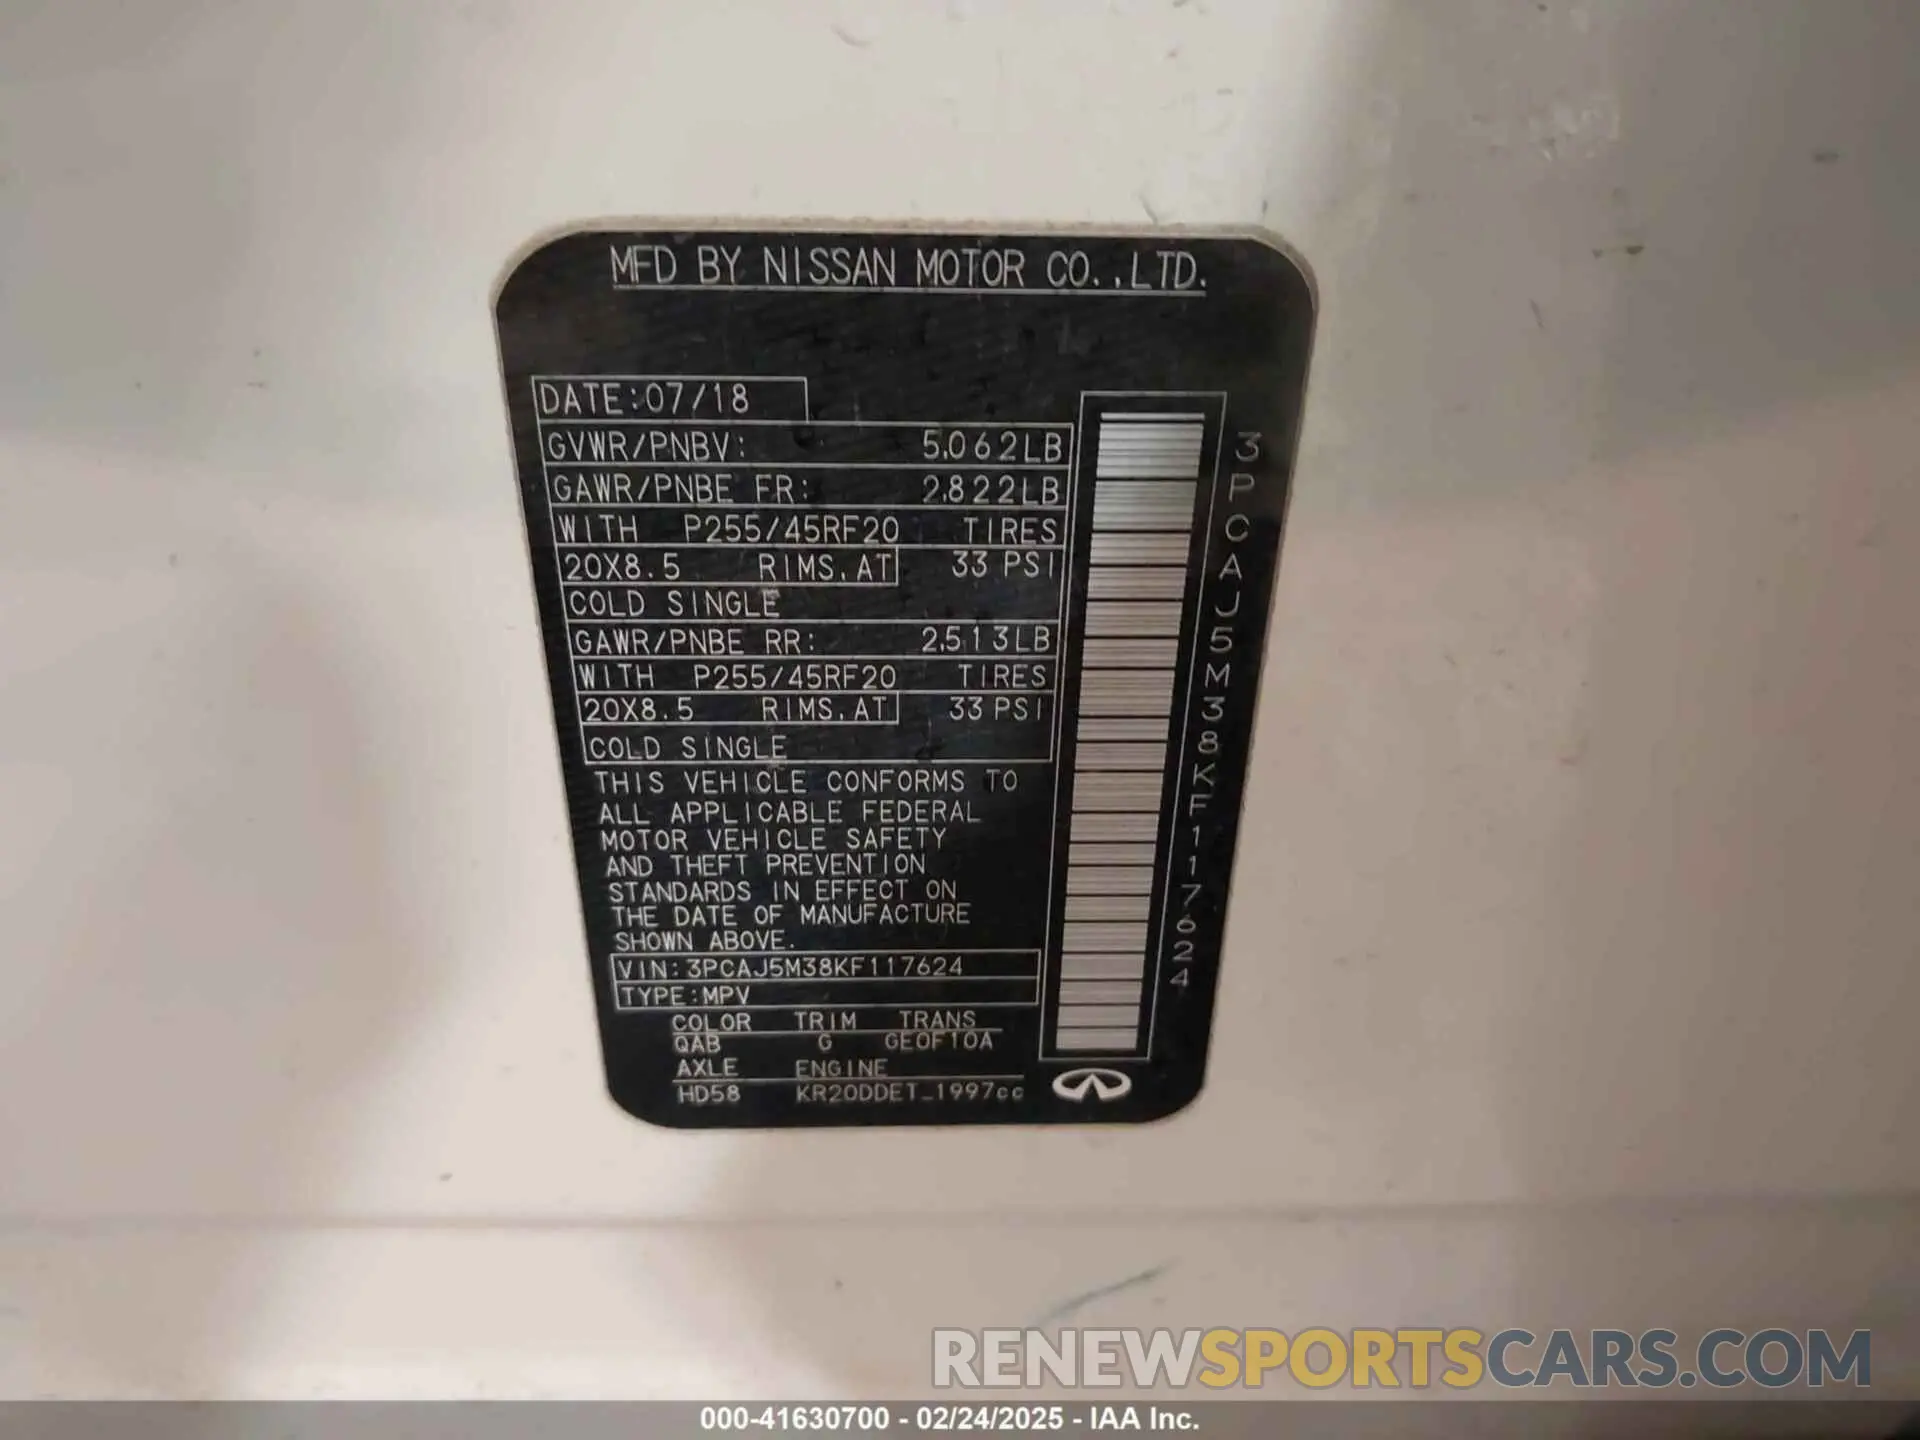 MFD BY NISSAN MOTOR CO.,LTD.
DATE:07/18
GVWR/PNBV: 5,062LB
GAWR/PNBE FR: 2,822LB
WITH P255/45RF20 TIRES
20X8.5 RIMS,AT 33 PSI
COLD SINGLE
GAWR/PNBE RR: 2,513LB
WITH P255/45RF20 TIRES
20X8.5 RIMS,AT 33 PSI
COLD SINGLE
THIS VEHICLE CONFORMS TO
ALL APPLICABLE FEDERAL
MOTOR VEHICLE SAFETY
AND THEFT PREVENTION
STANDARDS IN EFFECT ON
THE DATE OF MANUFACTURE
SHOWN ABOVE.
VIN:3PCAJ5M38KF117624
TYPE:MPV
COLOR TRIM TRANS
QAB G GE0F10A
AXLE ENGINE
HD58 KR20DDET_1997cc
3PCAJ5M38KF117624
RENEWSPORTSCARS.COM
000-41630700 - 02/24/2025 - IAA Inc.